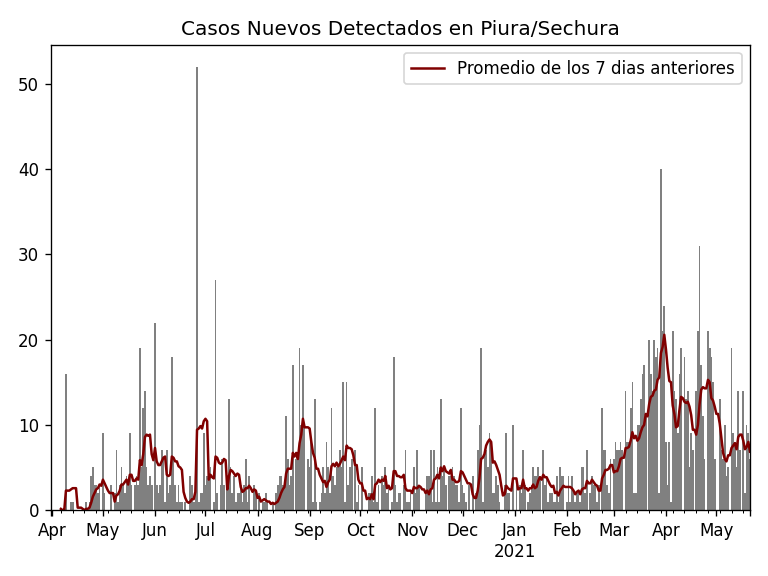 Casos Nuevos Detectados en Piura/Sechura
Promedio de los 7 dias anteriores
50
40
30
20
10
0
Apr May Jun Jul Aug Sep Oct Nov Dec Jan Feb Mar Apr May
2021